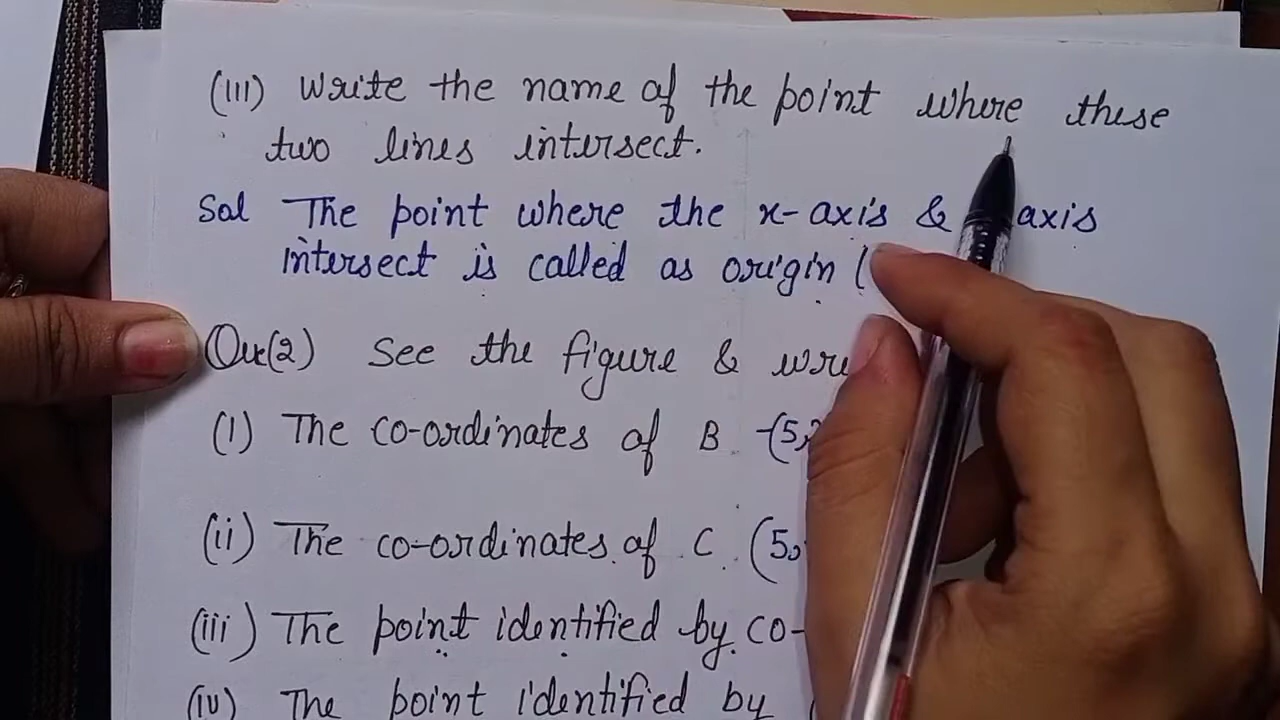 (III) Write the name of the point where these
two lines intersect.
Sol The point where the x-axis & axis
intersect is called as origin (
Que(2) See the figure &
(I) The co-ordinates of B (5,
(ii) The co-ordinates of C (5,
(iii) The point identified by co-
(iv) The point identified by